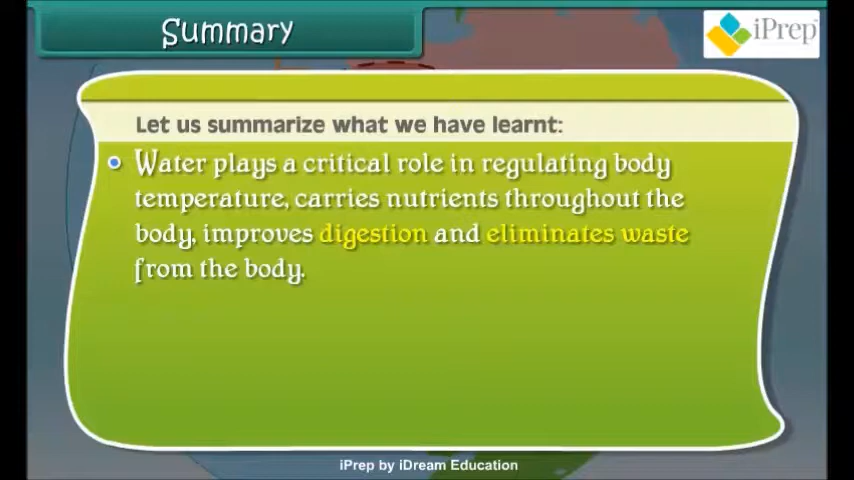 Summary
iPrep
Let us summarize what we have learnt:
Water plays a critical role in regulating body
temperature, carries nutrients throughout the
body, improves digestion and eliminates waste
from the body.
iPrep by iDream Education